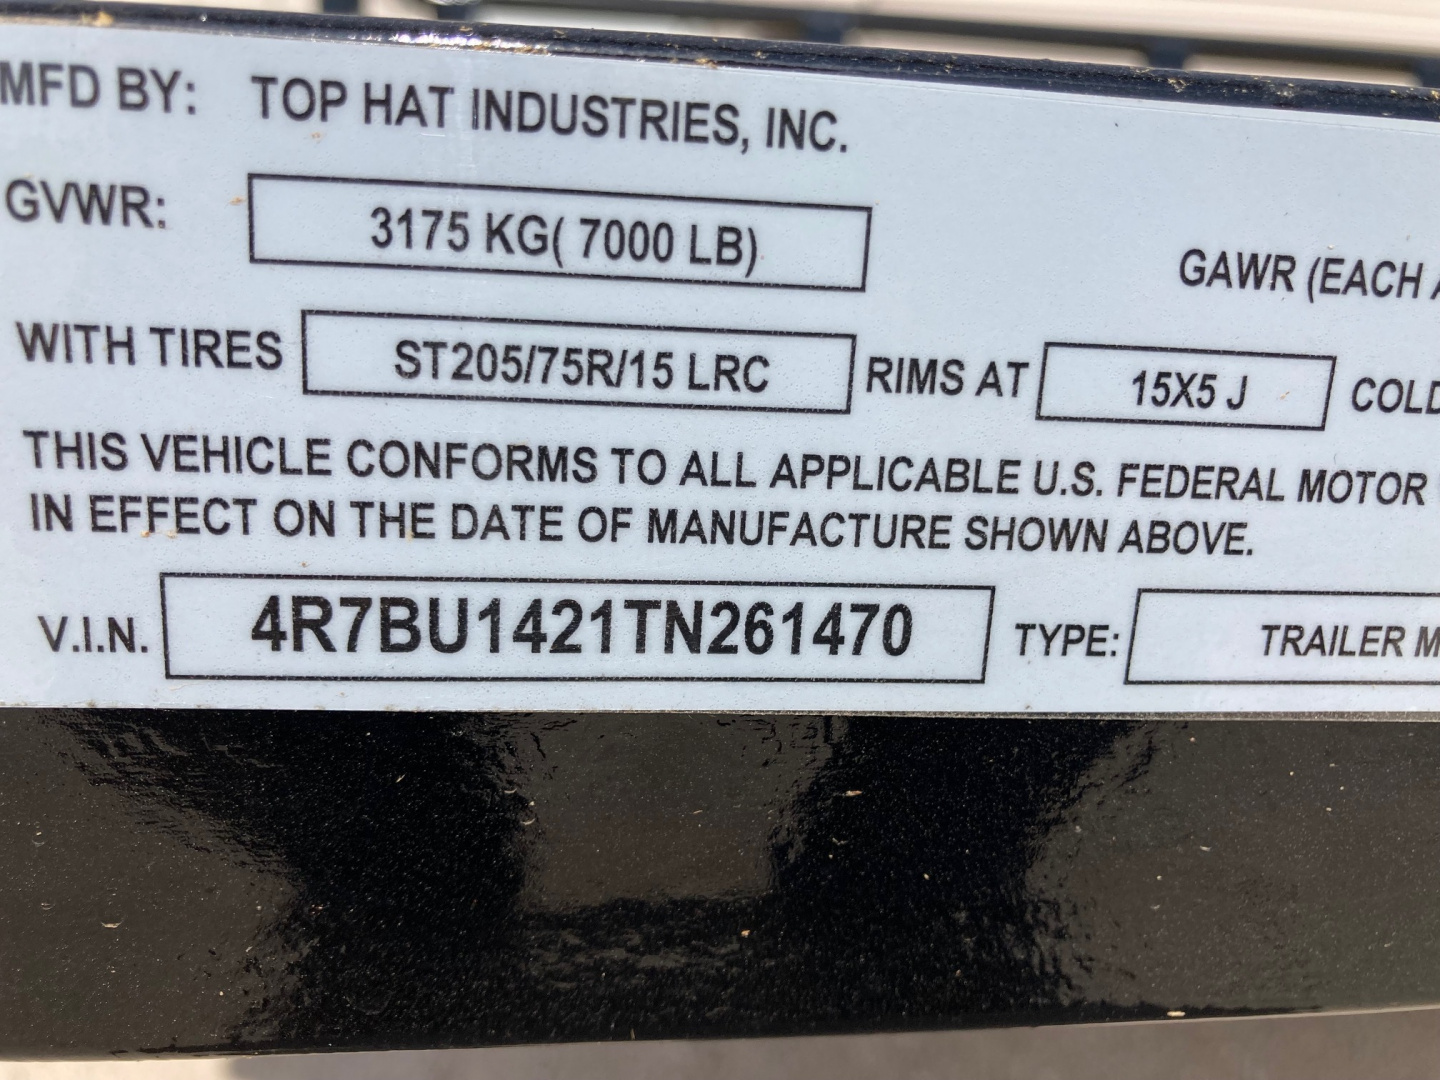 MFD BY: TOP HAT INDUSTRIES, INC.
GVWR: 3175 KG( 7000 LB)
GAWR (EACH
WITH TIRES ST205/75R/15 LRC RIMS AT 15X5 J COLD
THIS VEHICLE CONFORMS TO ALL APPLICABLE U.S. FEDERAL MOTOR
IN EFFECT ON THE DATE OF MANUFACTURE SHOWN ABOVE.
V.I.N. 4R7BU1421TN261470 TYPE: TRAILER